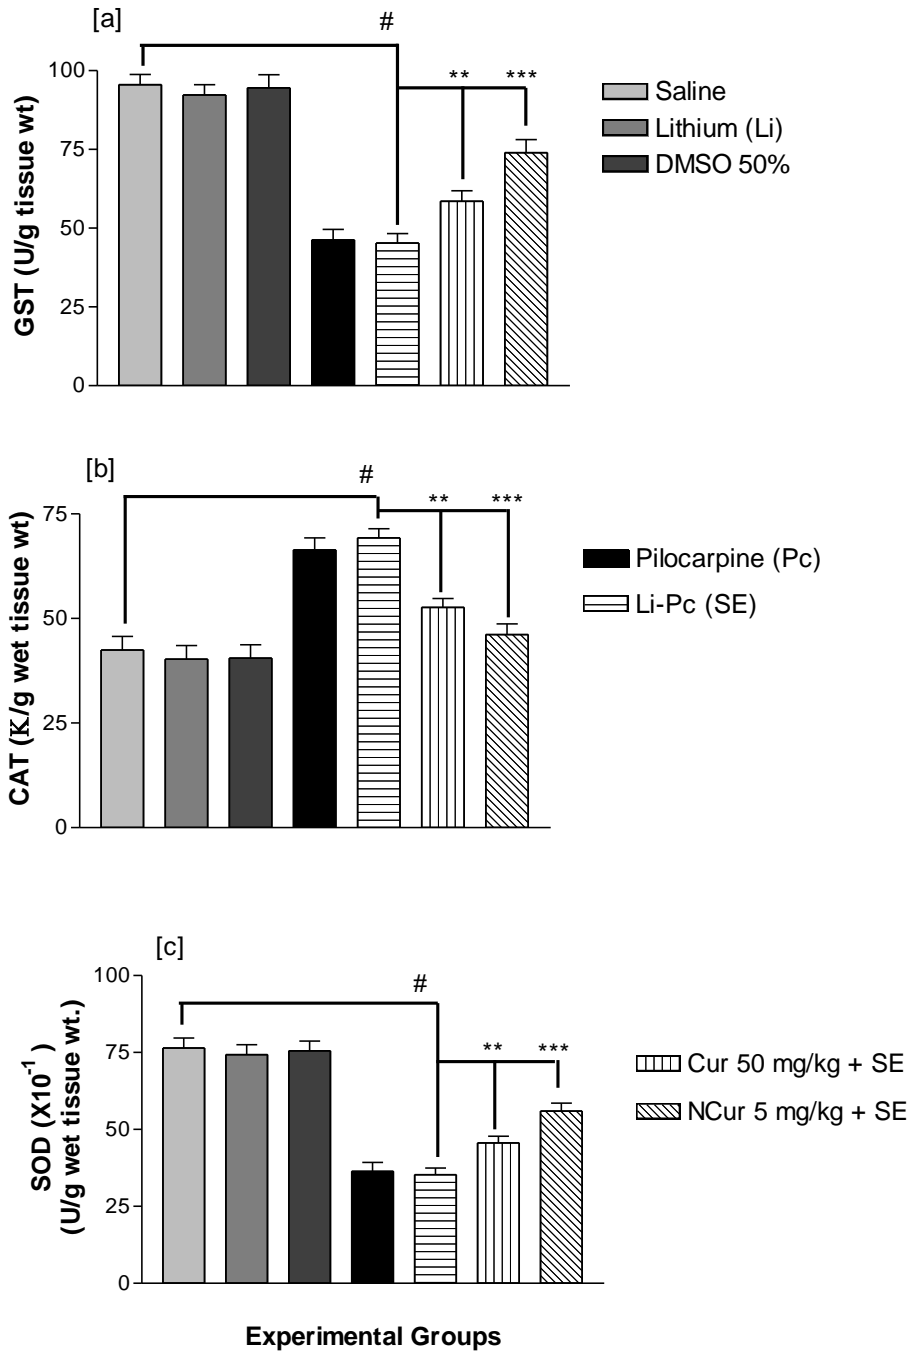 [a]
#
** ***
100
75
50
25
0
GST (U/g tissue wt)
Saline
Lithium (Li)
DMSO 50%
[b]
#
** ***
75
50
25
0
CAT (K/g wet tissue wt)
Pilocarpine (Pc)
Li-Pc (SE)
[c]
#
** ***
100
75
50
25
0
SOD (X10⁻¹)
(U/g wet tissue wt.)
Cur 50 mg/kg + SE
NCur 5 mg/kg + SE
Experimental Groups